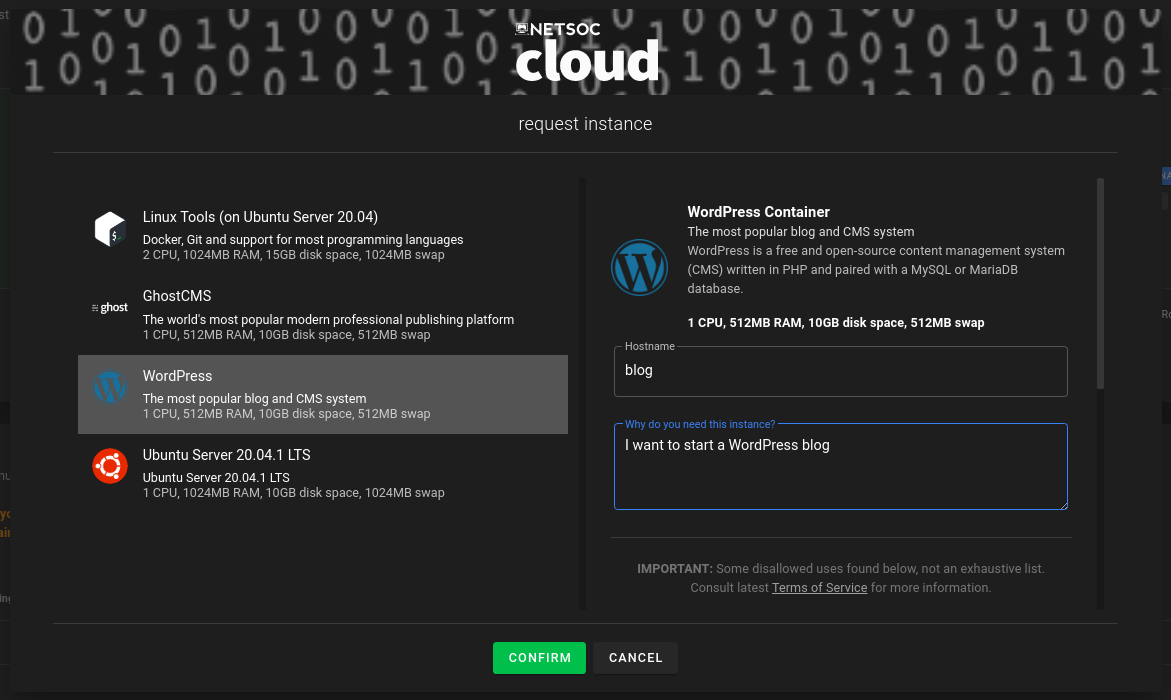 NETSOC
cloud
request instance
Linux Tools (on Ubuntu Server 20.04)
Docker, Git and support for most programming languages
2 CPU, 1024MB RAM, 15GB disk space, 1024MB swap
ghost
GhostCMS
The world's most popular modern professional publishing platform
1 CPU, 512MB RAM, 10GB disk space, 512MB swap
WordPress
The most popular blog and CMS system
1 CPU, 512MB RAM, 10GB disk space, 512MB swap
Ubuntu Server 20.04.1 LTS
Ubuntu Server 20.04.1 LTS
1 CPU, 1024MB RAM, 10GB disk space, 1024MB swap
WordPress Container
The most popular blog and CMS system
WordPress is a free and open-source content management system
(CMS) written in PHP and paired with a MySQL or MariaDB
database.
1 CPU, 512MB RAM, 10GB disk space, 512MB swap
Hostname
blog
Why do you need this instance?
I want to start a WordPress blog
IMPORTANT: Some disallowed uses found below, not an exhaustive list.
Consult latest Terms of Service for more information.
CONFIRM
CANCEL